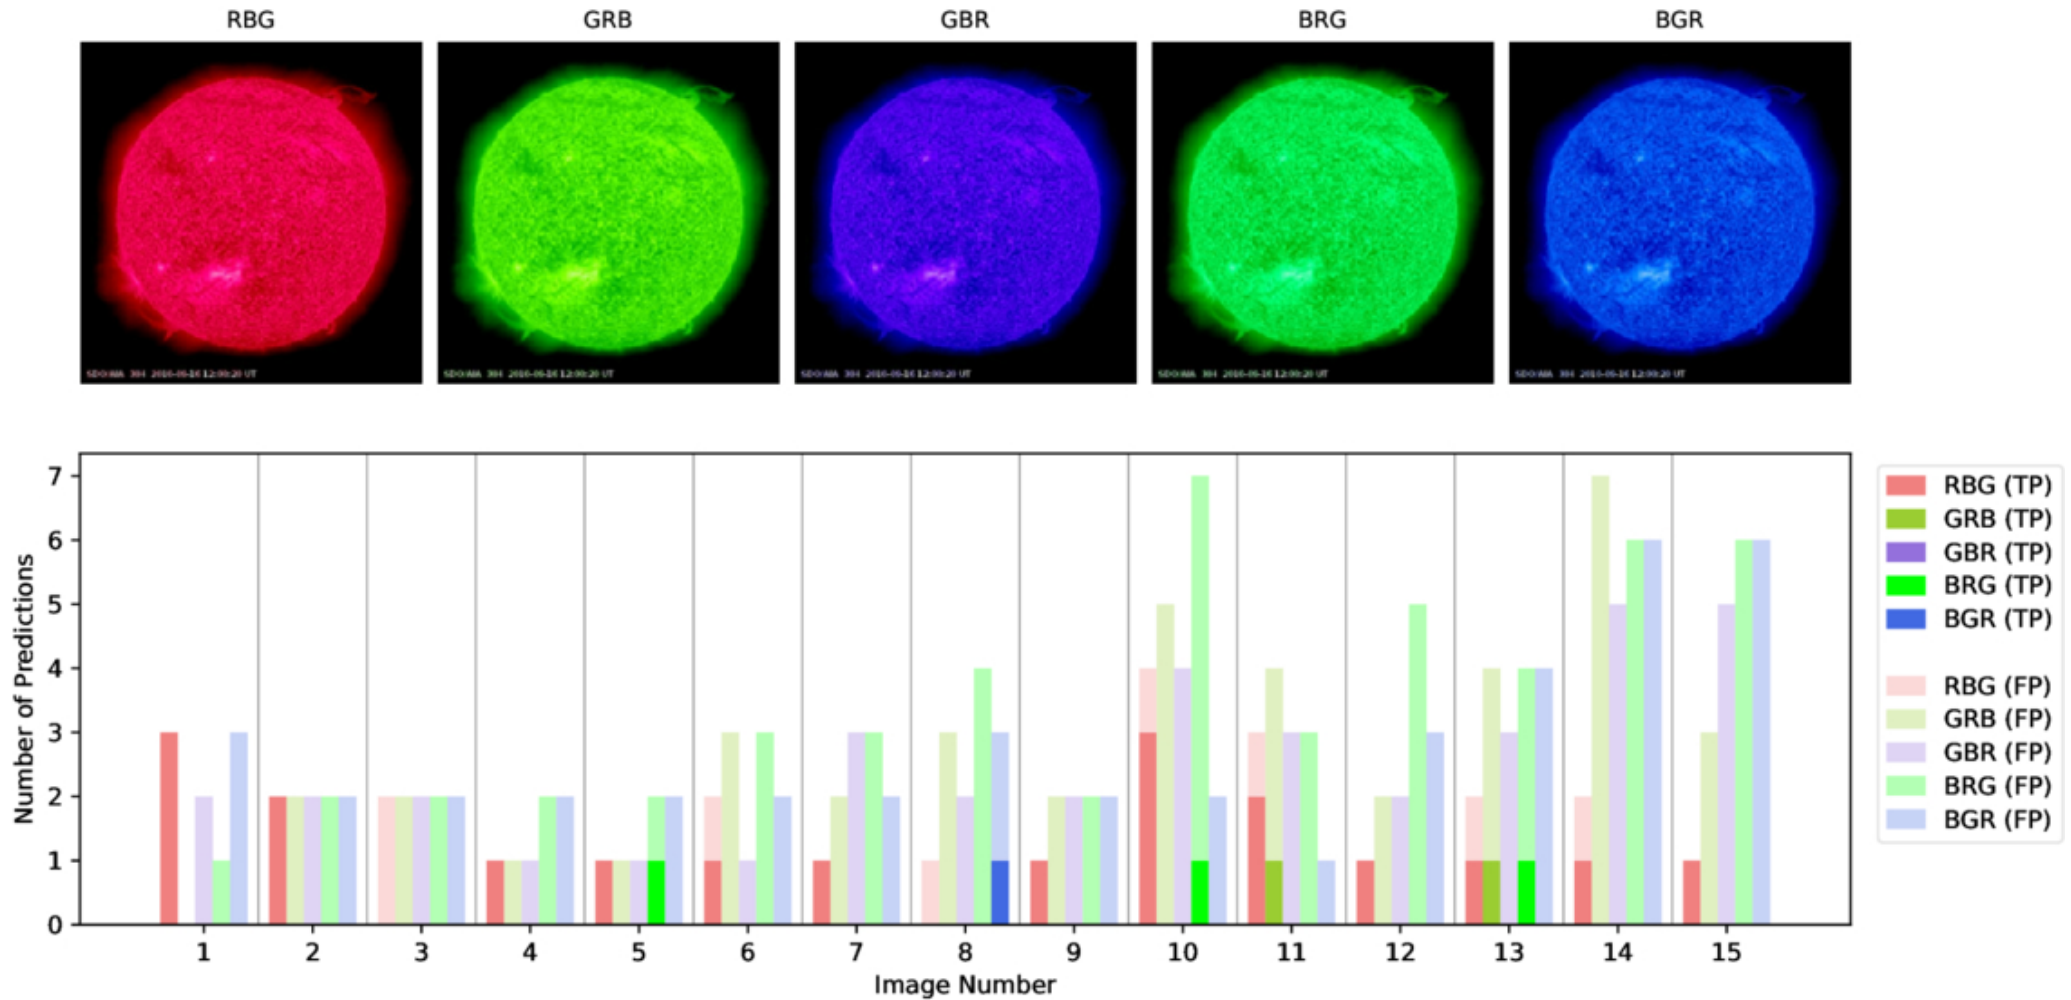 RBG GRB GBR BRG BGR
Number of Predictions
7
6
5
4
3
2
1
0
1 2 3 4 5 6 7 8 9 10 11 12 13 14 15
Image Number
RBG (TP)
GRB (TP)
GBR (TP)
BRG (TP)
BGR (TP)
RBG (FP)
GRB (FP)
GBR (FP)
BRG (FP)
BGR (FP)